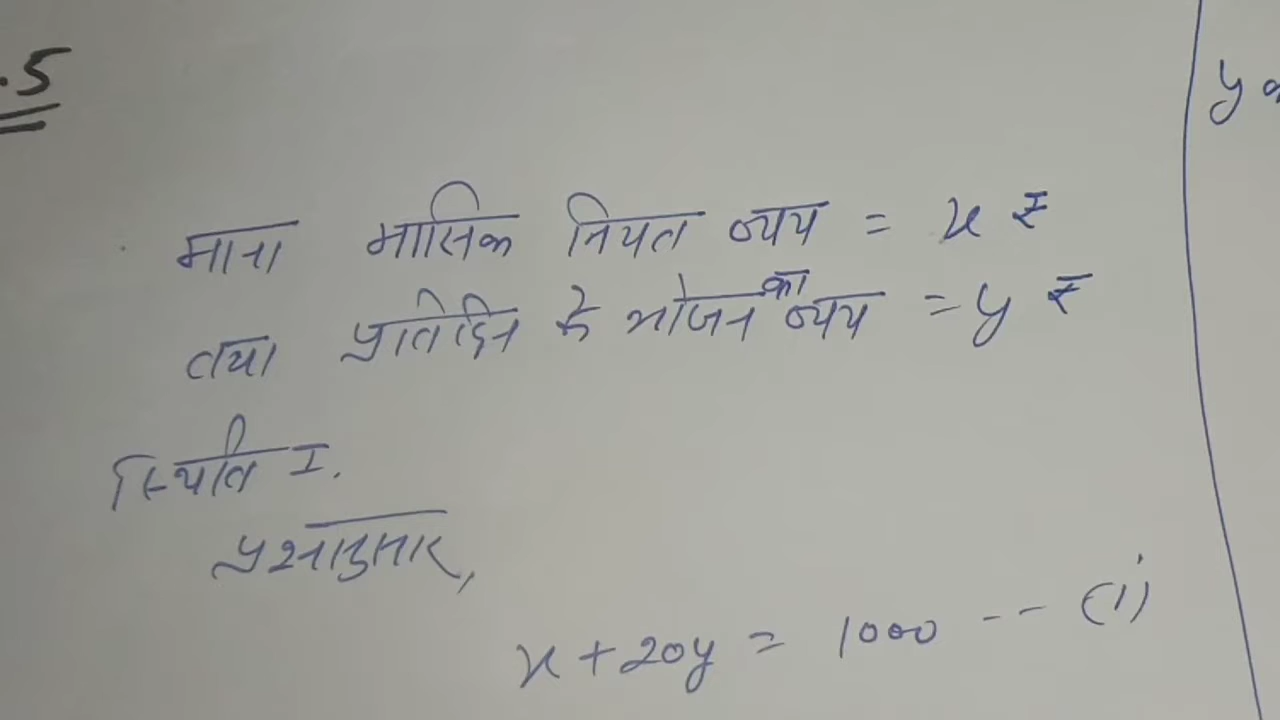 .5
माना मासिक नियत व्यय = x ₹
तथा प्रतिदिन के भोजन का व्यय = y ₹
स्थिति I.
प्रश्नानुसार,
x + 20y = 1000 -- (i)
y